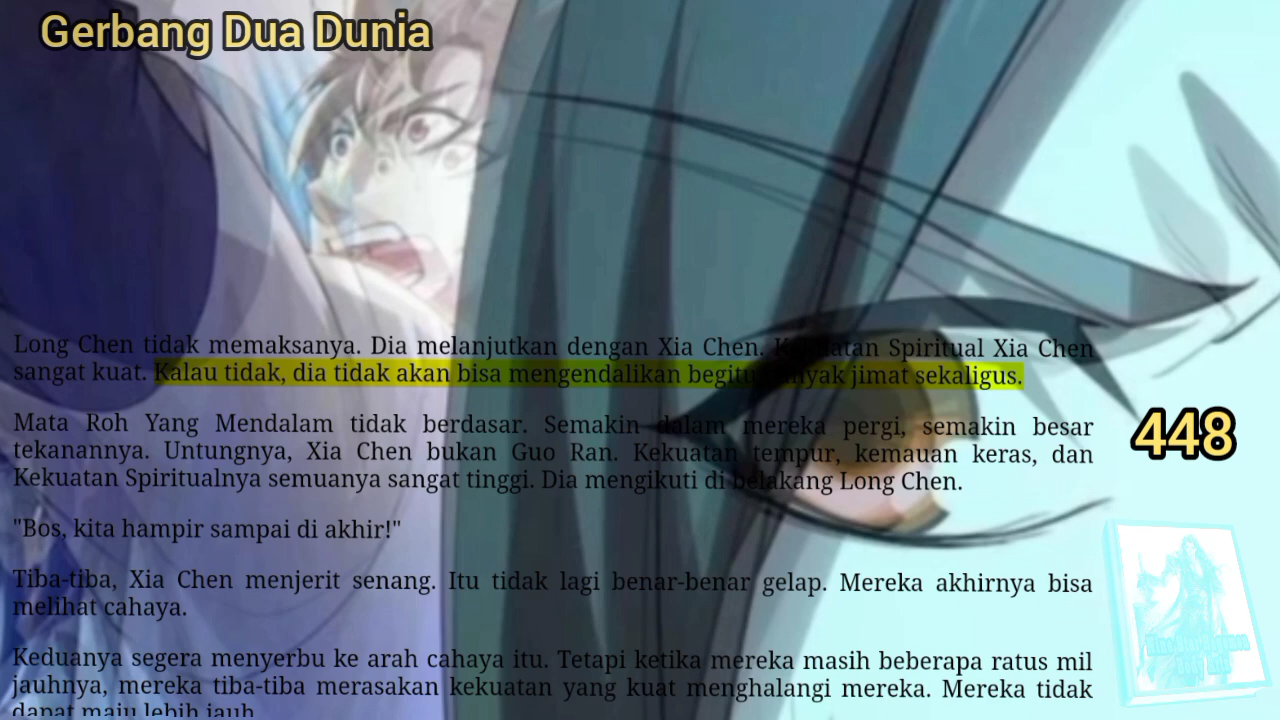 Gerbang Dua Dunia
Long Chen tidak memaksanya. Dia melanjutkan dengan Xia Chen. Kekuatan Spiritual Xia Chen
sangat kuat. Kalau tidak, dia tidak akan bisa mengendalikan begitu banyak jimat sekaligus.
Mata Roh Yang Mendalam tidak berdasar. Semakin dalam mereka pergi, semakin besar
tekanannya. Untungnya, Xia Chen bukan Guo Ran. Kekuatan tempur, kemauan keras, dan
Kekuatan Spiritualnya semuanya sangat tinggi. Dia mengikuti di belakang Long Chen.
448
"Bos, kita hampir sampai di akhir!"
Tiba-tiba, Xia Chen menjerit senang. Itu tidak lagi benar-benar gelap. Mereka akhirnya bisa
melihat cahaya.
Keduanya segera menyerbu ke arah cahaya itu. Tetapi ketika mereka masih beberapa ratus mil
jauhnya, mereka tiba-tiba merasakan kekuatan yang kuat menghalangi mereka. Mereka tidak
dapat maju lebih jauh.